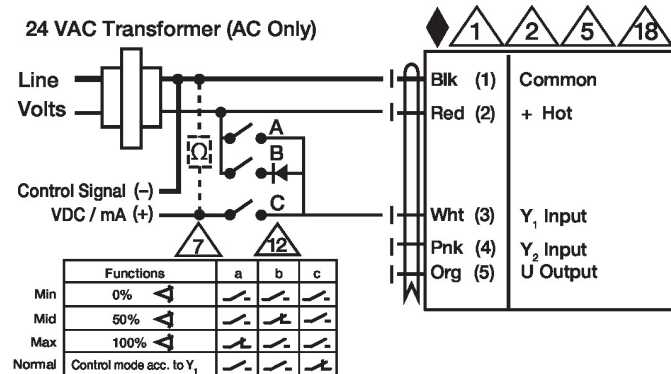 24 VAC Transformer (AC Only)
1 2 5 18
Line
Volts
Blk (1) Common
Red (2) + Hot
A
B
C
Ω
Control Signal (–)
VDC / mA (+)
Wht (3) Y₁ Input
Pnk (4) Y₂ Input
Org (5) U Output
7 12
Functions a b c
Min 0%
Mid 50%
Max 100%
Normal Control mode acc. to Y₁